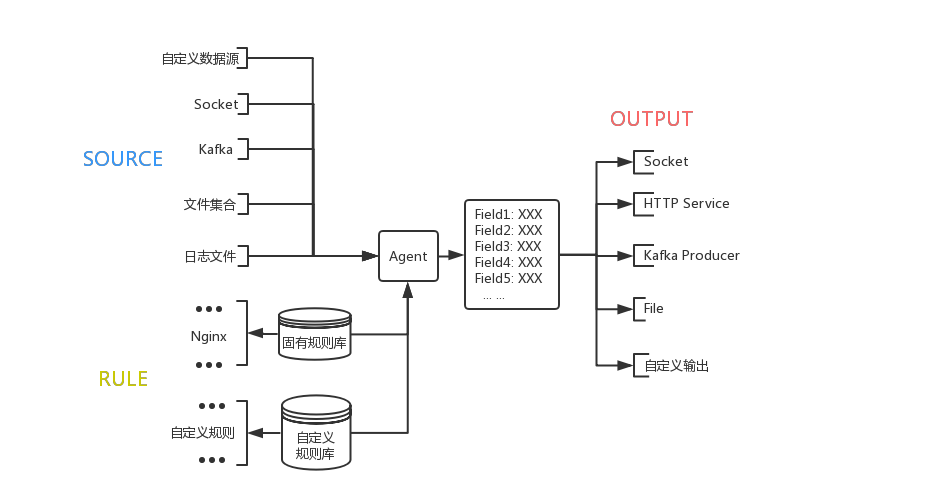 SOURCE
自定义数据源
Socket
Kafka
文件集合
日志文件
RULE
Nginx
固有规则库
自定义规则
自定义
规则库
Agent
Field1: XXX
Field2: XXX
Field3: XXX
Field4: XXX
Field5: XXX
... ...
OUTPUT
Socket
HTTP Service
Kafka Producer
File
自定义输出